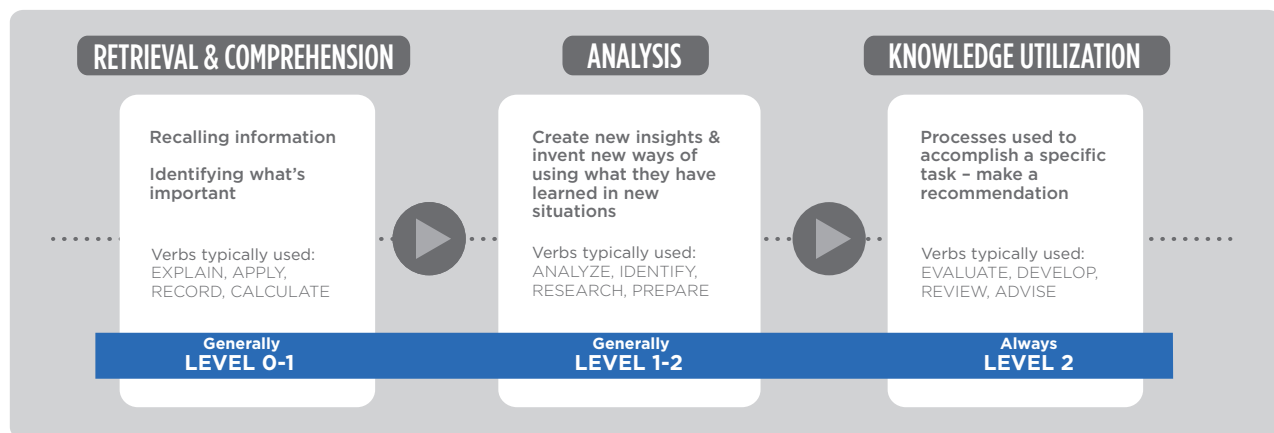 RETRIEVAL & COMPREHENSION
Recalling information
Identifying what’s
important
Verbs typically used:
EXPLAIN, APPLY,
RECORD, CALCULATE
Generally
LEVEL 0-1
ANALYSIS
Create new insights &
invent new ways of
using what they have
learned in new
situations
Verbs typically used:
ANALYZE, IDENTIFY,
RESEARCH, PREPARE
Generally
LEVEL 1-2
KNOWLEDGE UTILIZATION
Processes used to
accomplish a specific
task – make a
recommendation
Verbs typically used:
EVALUATE, DEVELOP,
REVIEW, ADVISE
Always
LEVEL 2